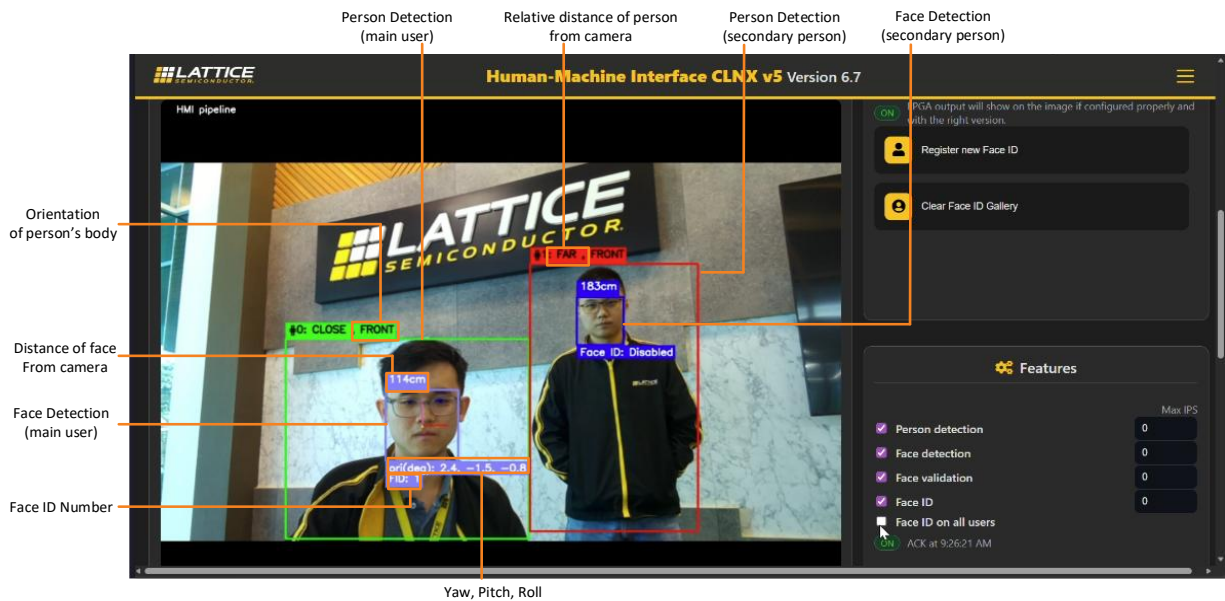 Person Detection
(main user)
Relative distance of person
from camera
Person Detection
(secondary person)
Face Detection
(secondary person)
LATTICE
SEMICONDUCTOR.
Human-Machine Interface CLNX v5 Version 6.7
HMI pipeline
ON
FPGA output will show on the image if configured properly and
with the right version.
Register new Face ID
Clear Face ID Gallery
Orientation
of person's body
LATTICE
SEMICONDUCTOR.
1: FAR , FRONT
183cm
Face ID: Disabled
0: CLOSE , FRONT
Distance of face
From camera
114cm
Face Detection
(main user)
ori(deg): 2.4, -1.5, -0.8
FID: 1
Face ID Number
Features
Max IPS
Person detection
0
Face detection
0
Face validation
0
Face ID
0
Face ID on all users
ON
ACK at 9:26:21 AM
Yaw, Pitch, Roll